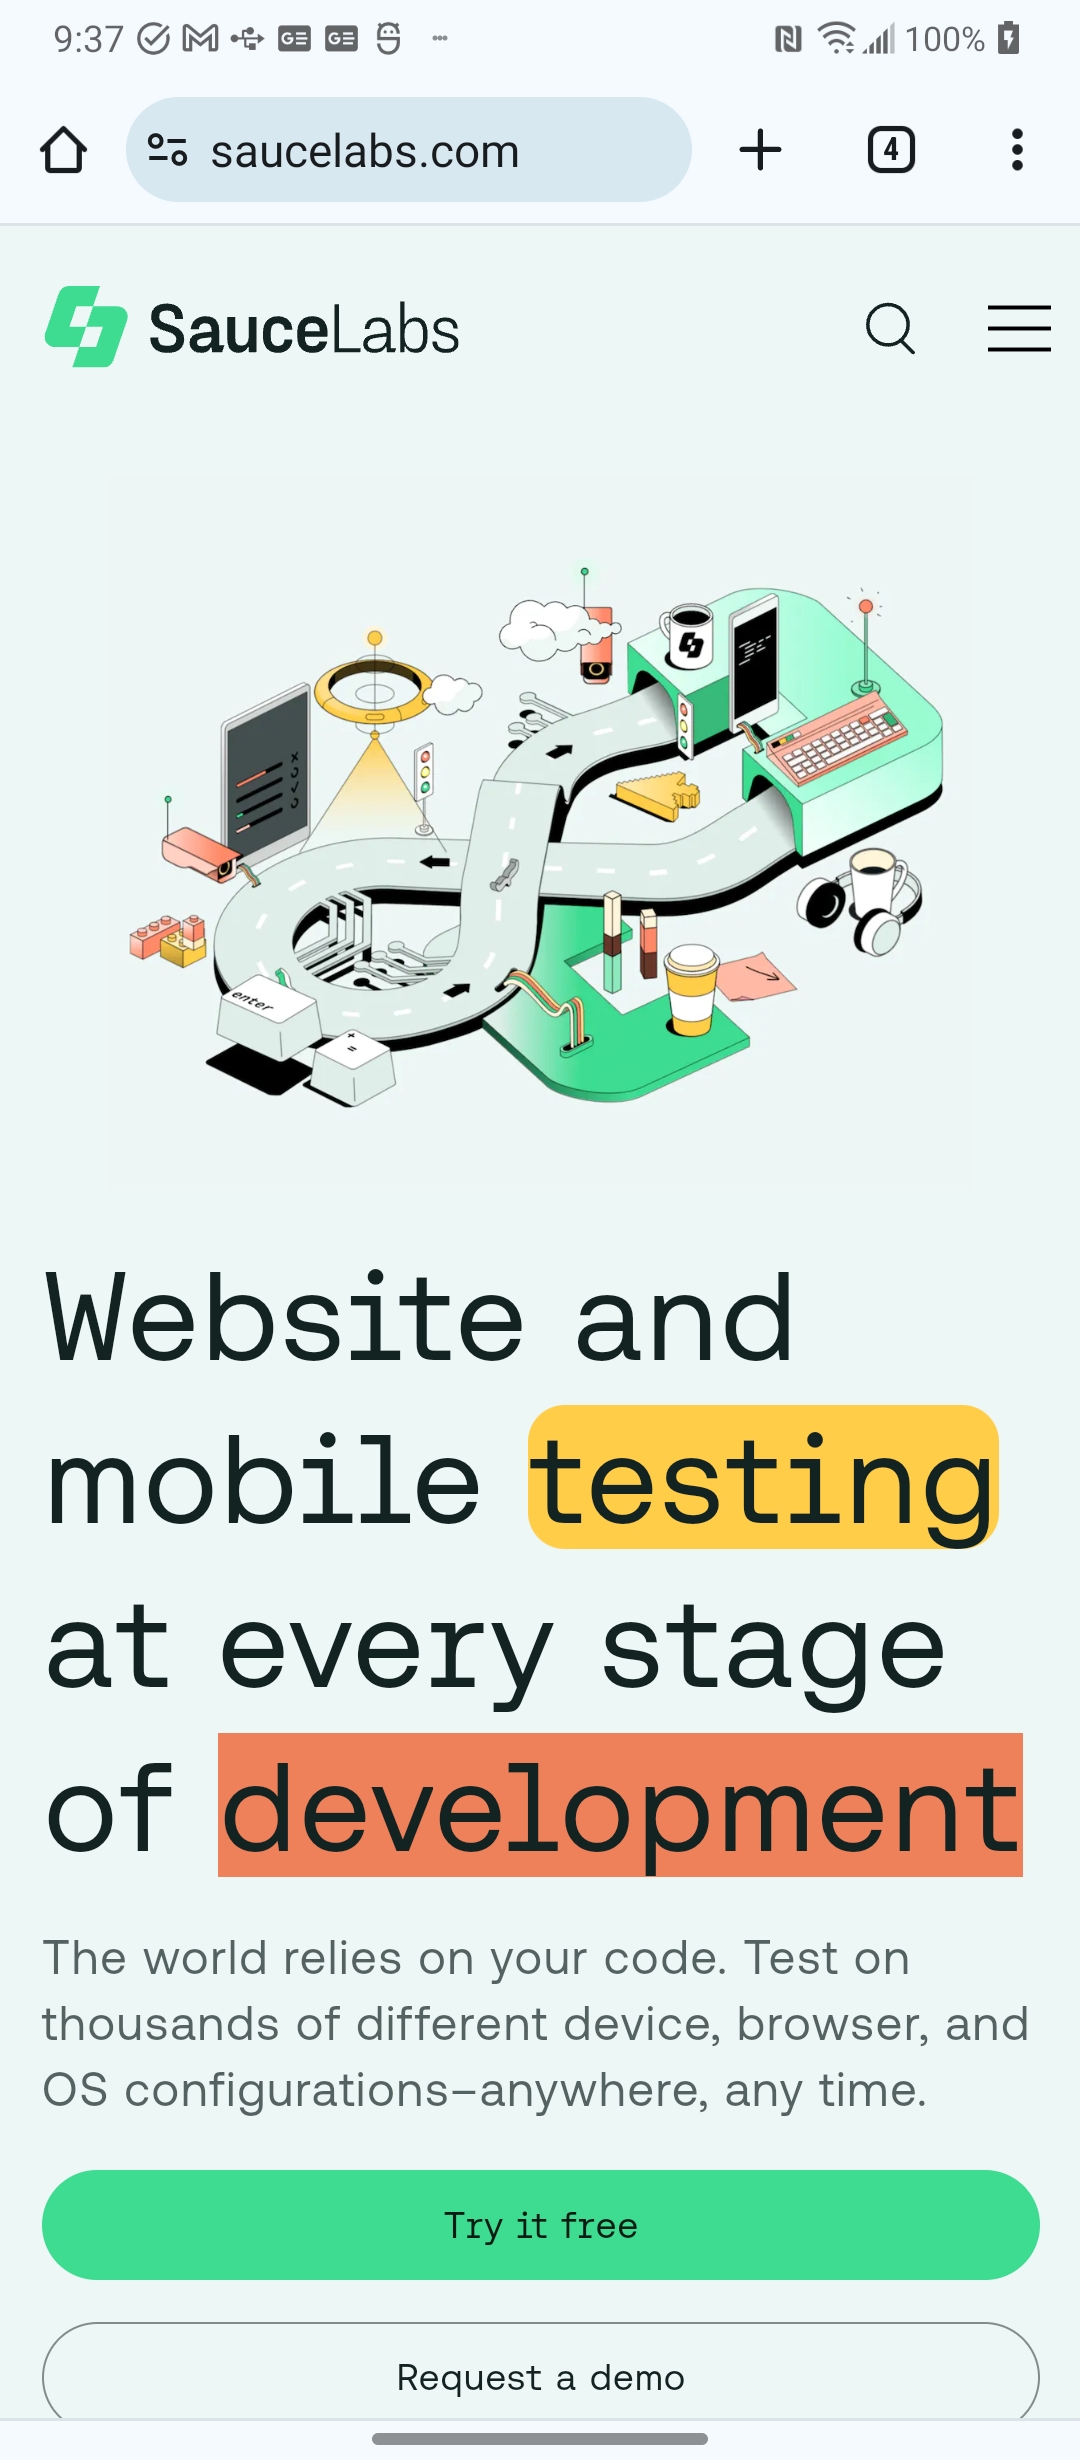 9:37
100%
saucelabs.com
4
SauceLabs
enter
+
=
Website and
mobile testing
at every stage
of development
The world relies on your code. Test on
thousands of different device, browser, and
OS configurations–anywhere, any time.
Try it free
Request a demo